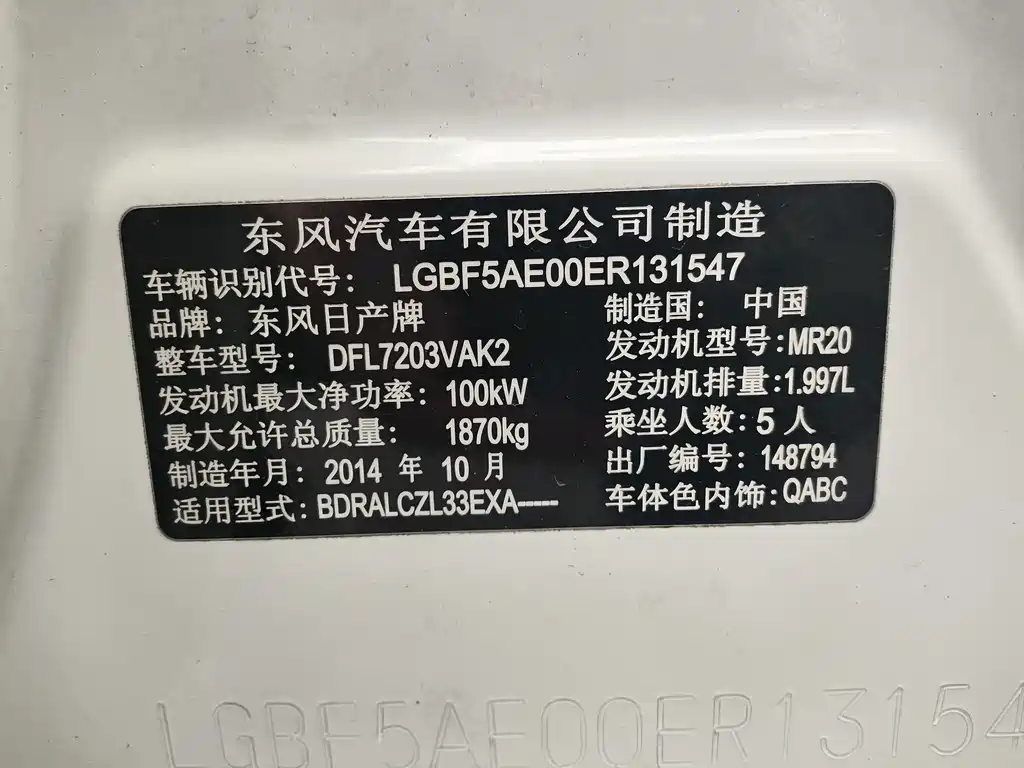 东风汽车有限公司制造
车辆识别代号: LGBF5AE00ER131547
品牌: 东风日产牌 制造国: 中国
整车型号: DFL7203VAK2 发动机型号: MR20
发动机最大净功率: 100kW 发动机排量: 1.997L
最大允许总质量: 1870kg 乘坐人数: 5 人
制造年月: 2014 年 10 月 出厂编号: 148794
适用型式: BDRALCZL33EXA----- 车体色内饰: QABC
LGBF5AE00ER13154